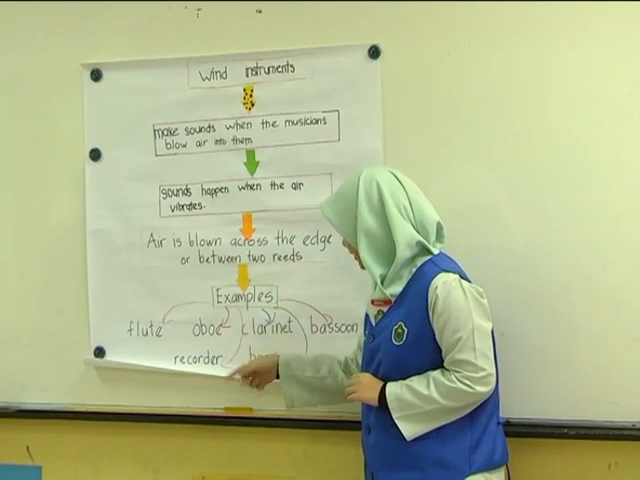 Wind instruments
make sounds when the musicians
blow air into them
sounds happen when the air
vibrates.
Air is blown across the edge
or between two reeds
Examples
flute oboe clarinet bassoon
recorder